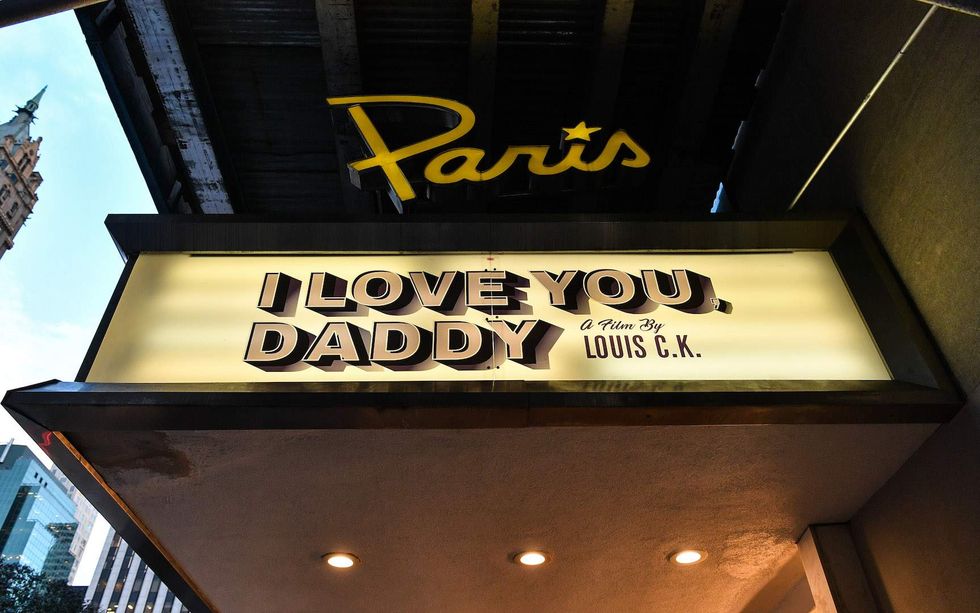 Paris
I LOVE YOU,
DADDY
A Film By
LOUIS C.K.